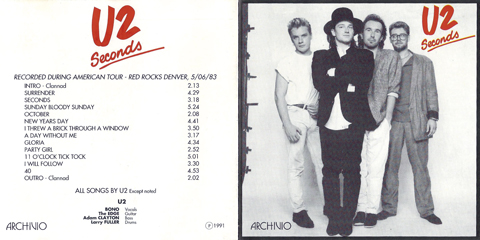 U2
Seconds
RECORDED DURING AMERICAN TOUR - RED ROCKS DENVER, 5/06/83
INTRO - Clannad 2.13
SURRENDER 4.29
SECONDS 3.18
SUNDAY BLOODY SUNDAY 5.24
OCTOBER 2.08
NEW YEARS DAY 4.41
I THREW A BRICK THROUGH A WINDOW 3.50
A DAY WITHOUT ME 3.17
GLORIA 4.34
PARTY GIRL 2.52
11 O'CLOCK TICK TOCK 5.01
I WILL FOLLOW 3.30
40 4.53
OUTRO - Clannad 2.02
ALL SONGS BY U2 Except noted)
U2
BONO Vocals
The EDGE Guitar
Adam CLAYTON Bass
Larry FULLER Drums
ARCHIVIO
℗ 1991
U2
Seconds
ARCHIVIO